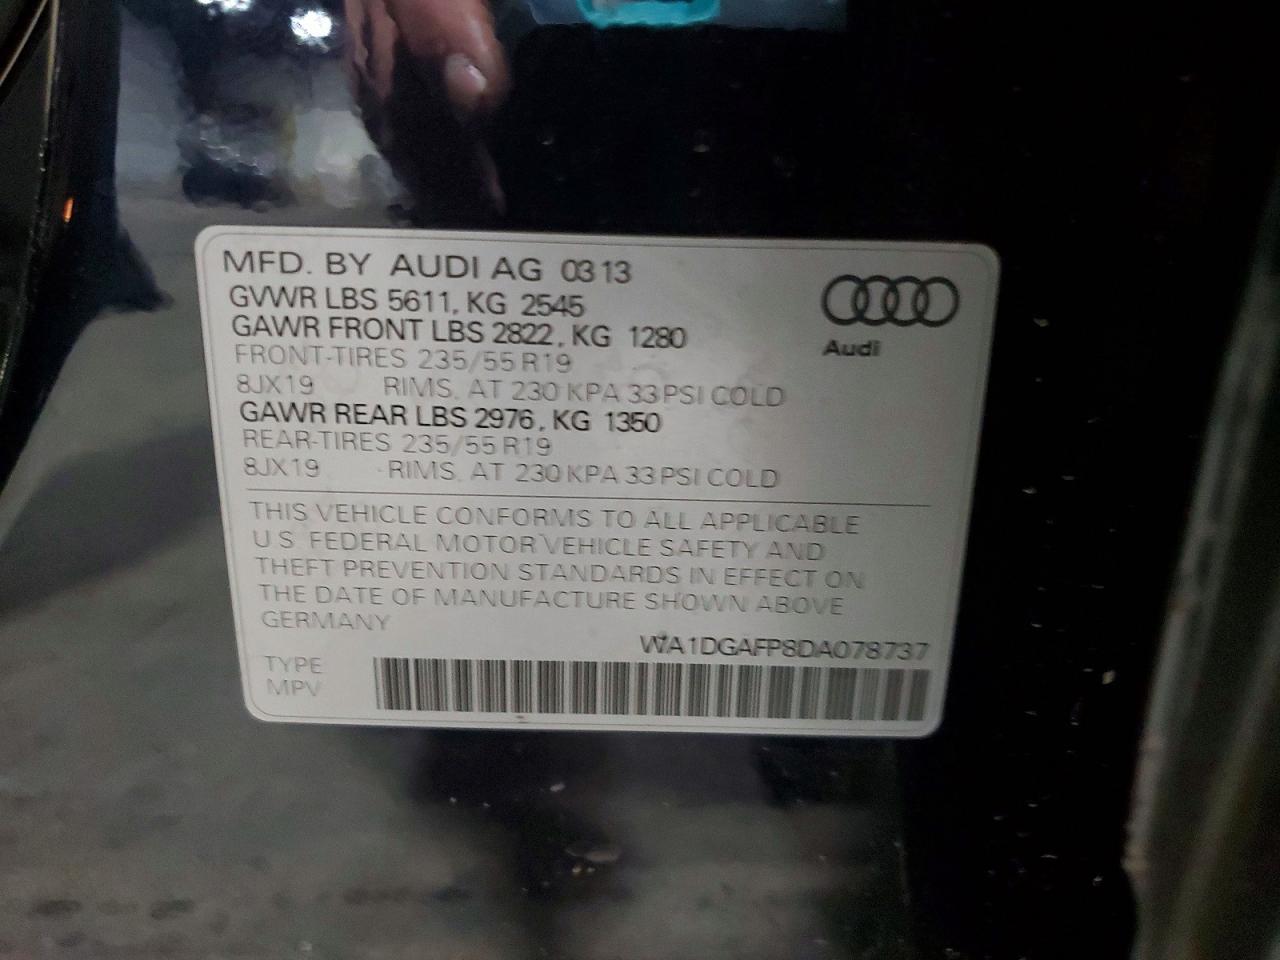 MFD. BY AUDI AG 03 13
GVWR LBS 5611, KG 2545
GAWR FRONT LBS 2822, KG 1280
FRONT-TIRES 235/55 R19
8JX19 RIMS, AT 230 KPA 33 PSI COLD
GAWR REAR LBS 2976, KG 1350
REAR-TIRES 235/55 R19
8JX19 RIMS, AT 230 KPA 33 PSI COLD
Audi
THIS VEHICLE CONFORMS TO ALL APPLICABLE
U.S. FEDERAL MOTOR VEHICLE SAFETY AND
THEFT PREVENTION STANDARDS IN EFFECT ON
THE DATE OF MANUFACTURE SHOWN ABOVE
GERMANY
WA1DGAFP8DA078737
TYPE
MPV